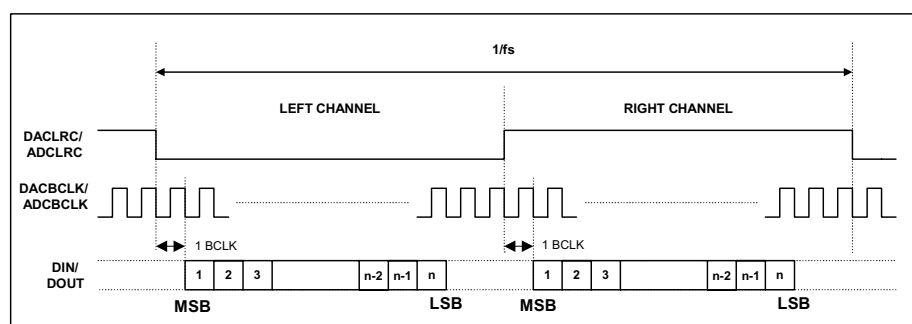 1/fs
LEFT CHANNEL
RIGHT CHANNEL
DACLRC/
ADCLRC
DACBCLK/
ADCBCLK
1 BCLK
1 BCLK
DIN/
DOUT
1 2 3 n-2 n-1 n 1 2 3 n-2 n-1 n
MSB LSB MSB LSB